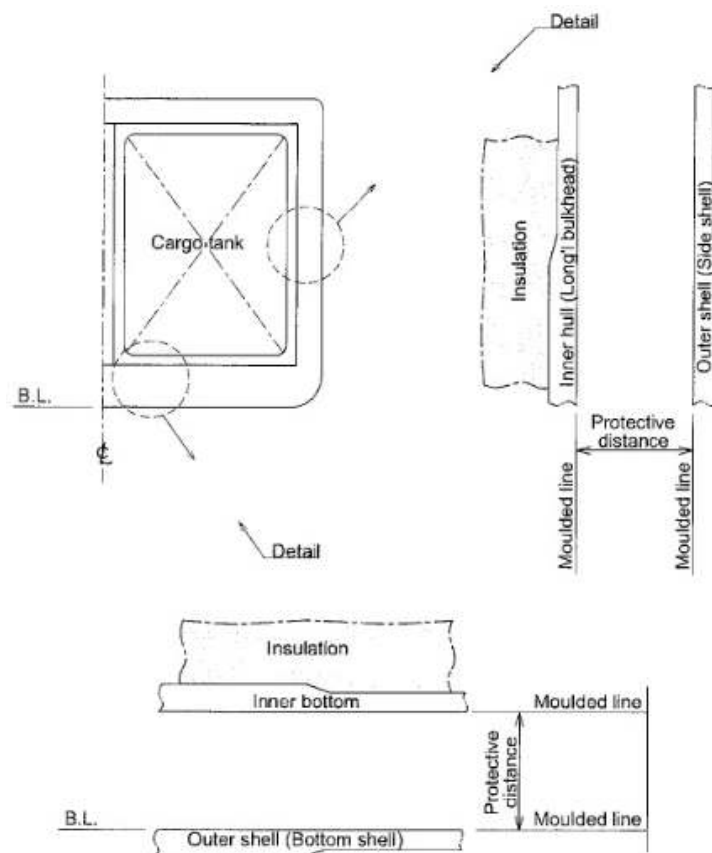 Detail
Cargo tank
Insulation
Inner hull (Long'l bulkhead)
Outer shell (Side shell)
B.L.
Protective
distance
Moulded line
Moulded line
℄
Detail
Insulation
Inner bottom
Moulded line
Protective
distance
B.L.
Moulded line
Outer shell (Bottom shell)